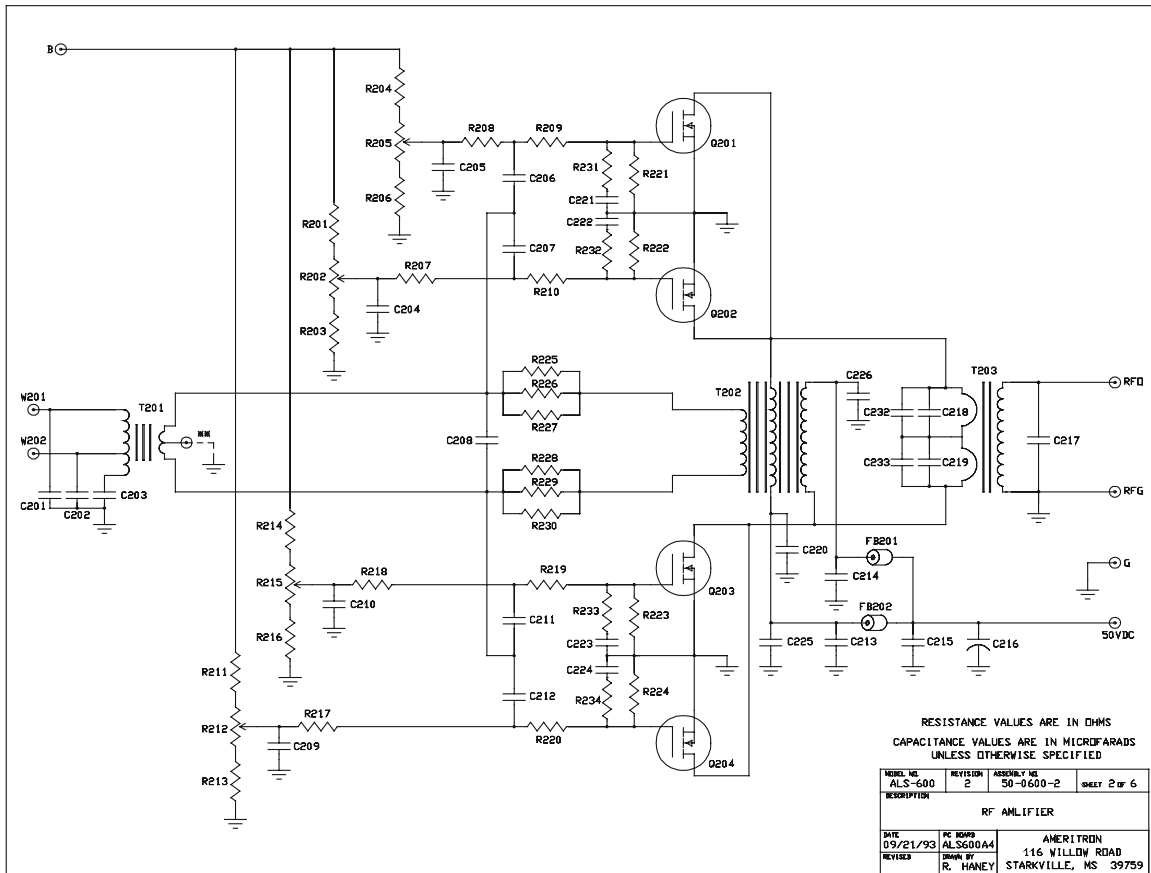 B
R204
R208
R209
R205
Q201
C205
R231
R221
C206
R206
C221
R201
C222
C207
R232
R222
R207
R202
R210
C204
Q202
R203
R225
C226
T203
W201
T201
R226
T202
RFO
C232
C218
W202
**
R227
C208
C217
R228
C233
C219
C203
R229
RFG
C201
C202
R230
R214
FB201
C220
R218
R219
G
R215
C214
C210
Q203
FB202
R233
R223
C211
50VDC
R216
C223
C225
C213
C215
C216
R211
C224
C212
R234
R224
R217
R212
R220
C209
Q204
R213
RESISTANCE VALUES ARE IN OHMS
CAPACITANCE VALUES ARE IN MICROFARADS
UNLESS OTHERWISE SPECIFIED
MODEL NO. REVISION ASSEMBLY NO.
ALS-600 2 50-0600-2 SHEET 2 OF 6
DESCRIPTION
RF AMLIFIER
DATE PC BOARD
09/21/93 ALS600A4
REVISED DRAWN BY
R. HANEY
AMERITRON
116 WILLOW ROAD
STARKVILLE, MS 39759